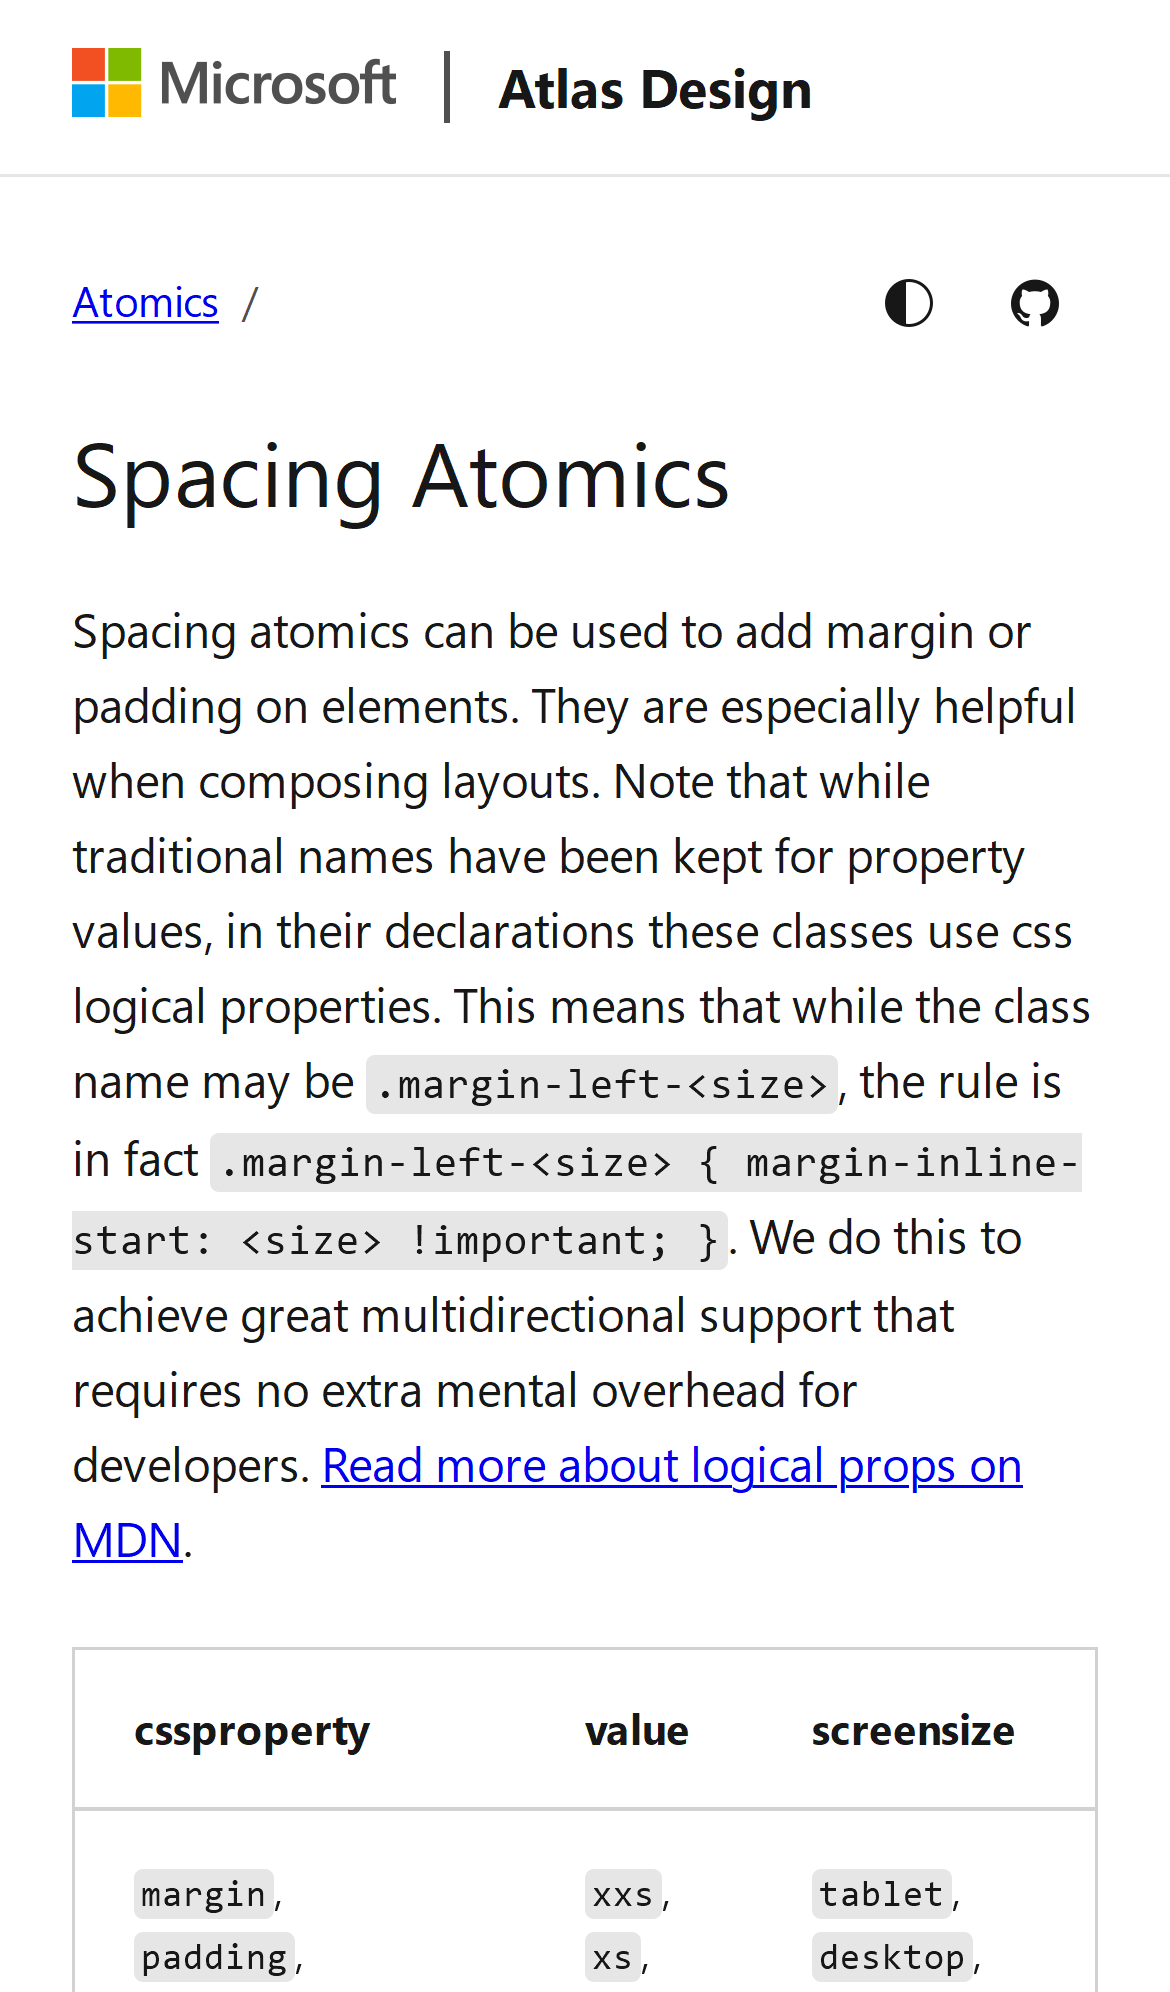 Microsoft | Atlas Design
Atomics /
Spacing Atomics
Spacing atomics can be used to add margin or
padding on elements. They are especially helpful
when composing layouts. Note that while
traditional names have been kept for property
values, in their declarations these classes use css
logical properties. This means that while the class
name may be .margin-left-<size>, the rule is
in fact .margin-left-<size> { margin-inline-
start: <size> !important; }. We do this to
achieve great multidirectional support that
requires no extra mental overhead for
developers. Read more about logical props on
MDN.
cssproperty value screensize
margin, xxs, tablet,
padding, xs, desktop,